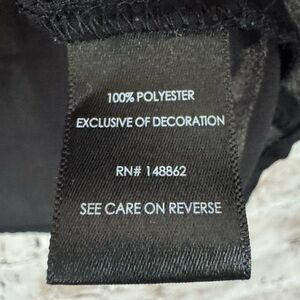 100% POLYESTER
EXCLUSIVE OF DECORATION
RN# 148862
SEE CARE ON REVERSE